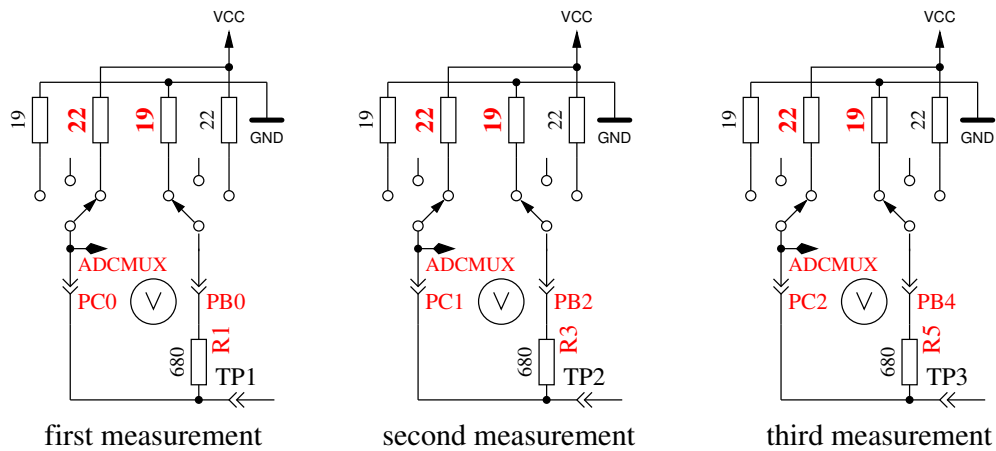 VCC
19
22
19
22
GND
ADCMUX
PC0
V
PB0
R1
680
TP1
first measurement
VCC
19
22
19
22
GND
ADCMUX
PC1
V
PB2
R3
680
TP2
second measurement
VCC
19
22
19
22
GND
ADCMUX
PC2
V
PB4
R5
680
TP3
third measurement